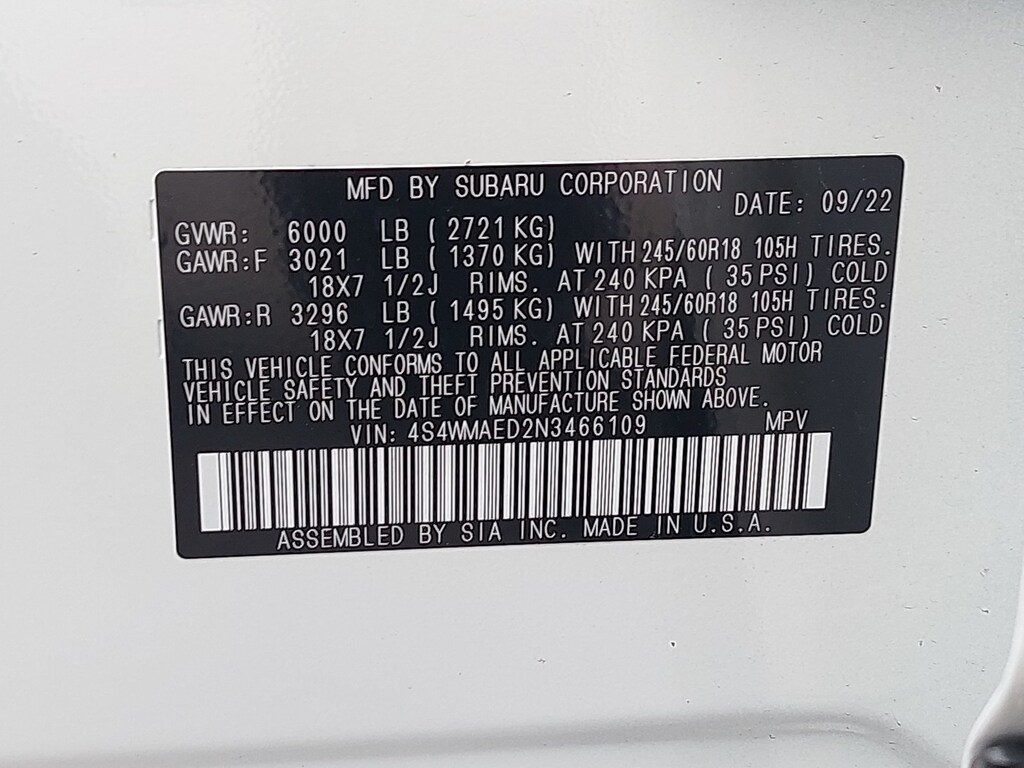 MFD BY SUBARU CORPORATION
DATE: 09/22
GVWR: 6000 LB ( 2721 KG)
GAWR:F 3021 LB ( 1370 KG) WITH 245/60R18 105H TIRES.
18X7 1/2J RIMS. AT 240 KPA ( 35 PSI) COLD
GAWR:R 3296 LB ( 1495 KG) WITH 245/60R18 105H TIRES.
18X7 1/2J RIMS. AT 240 KPA ( 35 PSI) COLD
THIS VEHICLE CONFORMS TO ALL APPLICABLE FEDERAL MOTOR
VEHICLE SAFETY AND THEFT PREVENTION STANDARDS
IN EFFECT ON THE DATE OF MANUFACTURE SHOWN ABOVE.
VIN: 4S4WMAED2N3466109 MPV
ASSEMBLED BY SIA INC. MADE IN U.S.A.